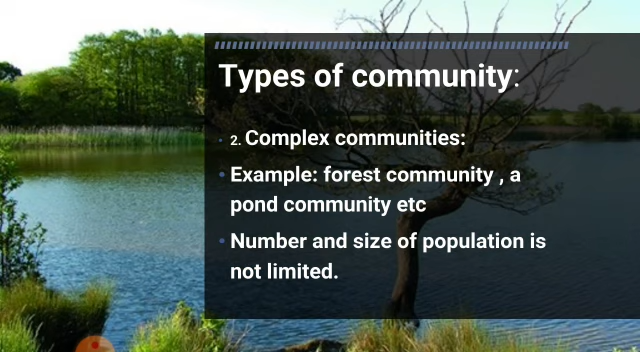 Types of community:
2. Complex communities:
Example: forest community , a
pond community etc
Number and size of population is
not limited.